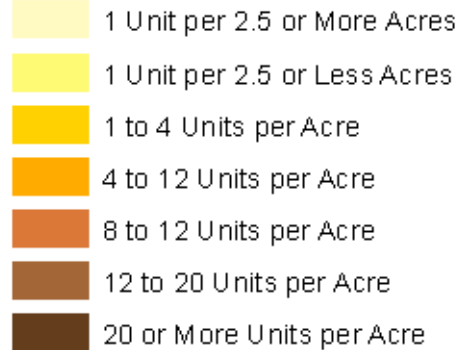 1 Unit per 2.5 or More Acres
1 Unit per 2.5 or Less Acres
1 to 4 Units per Acre
4 to 12 Units per Acre
8 to 12 Units per Acre
12 to 20 Units per Acre
20 or More Units per Acre